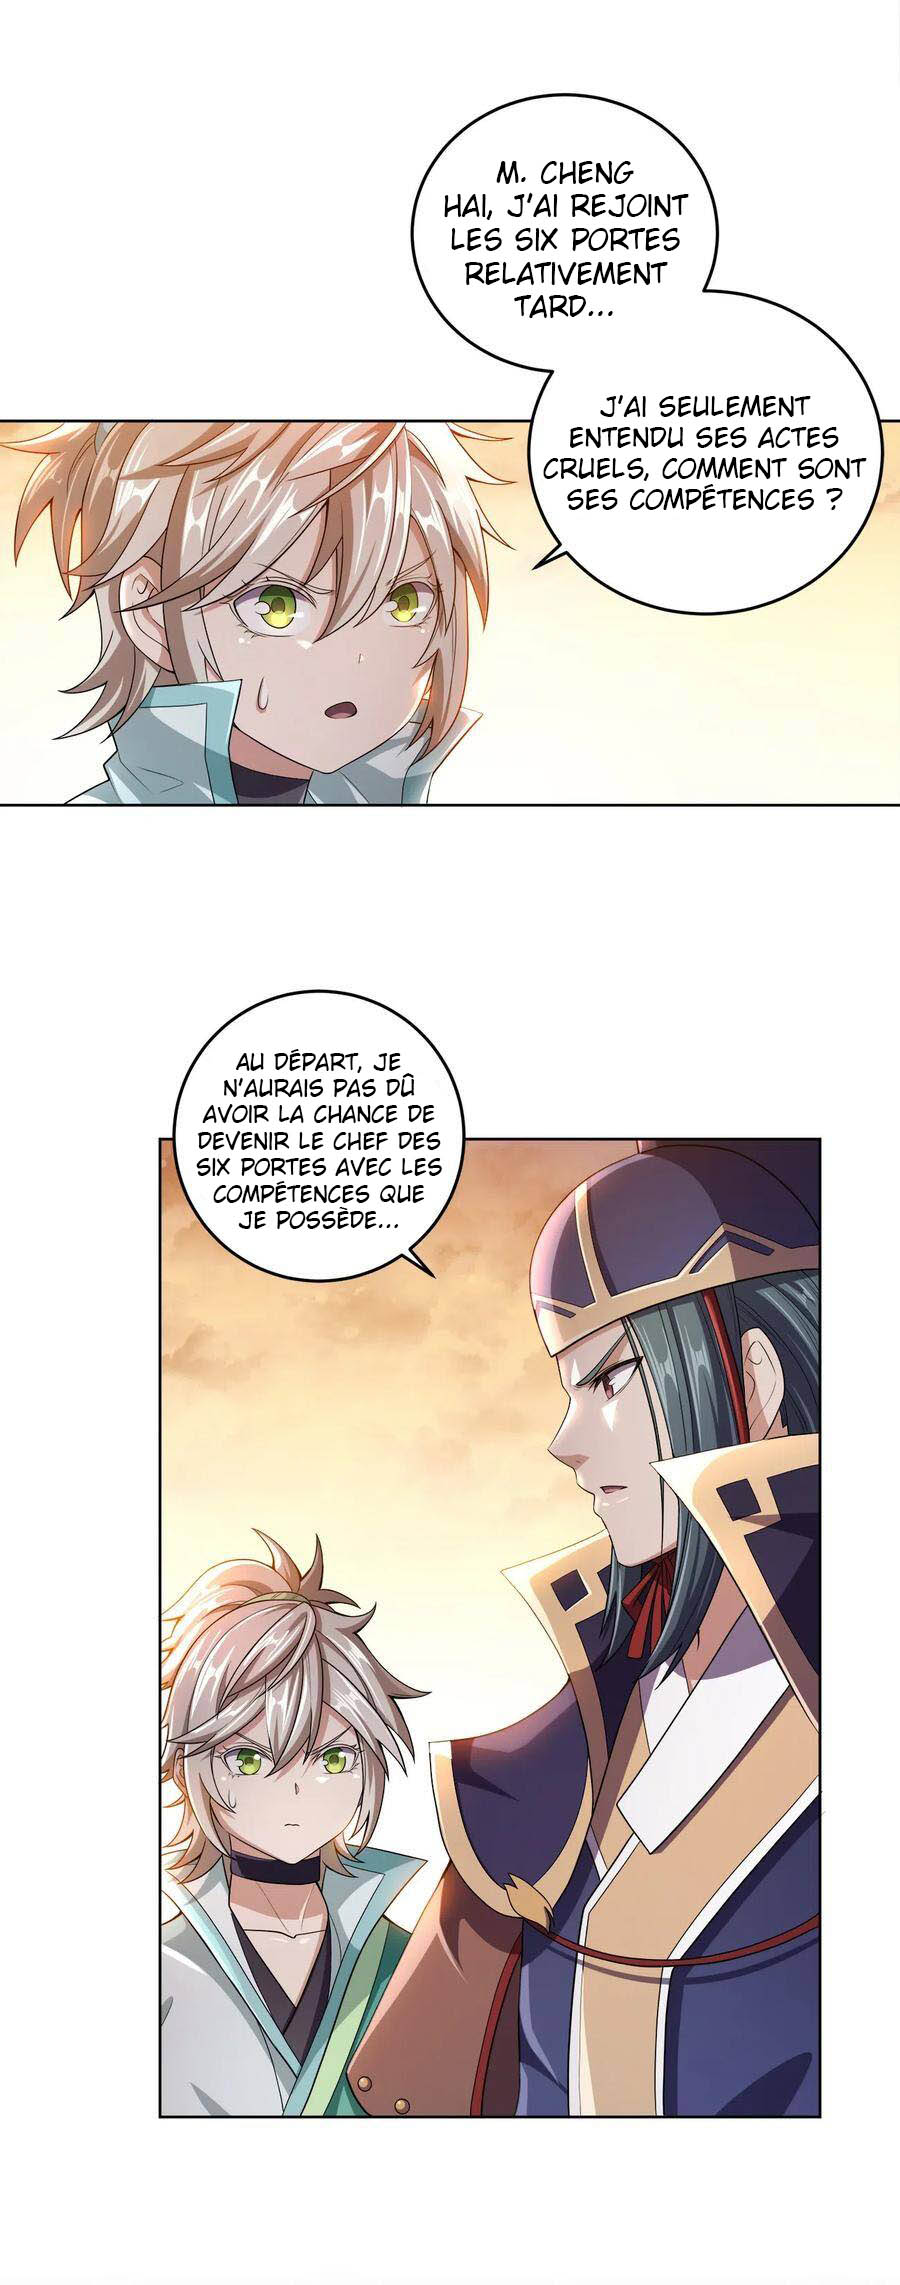 M. CHENG
HAI, J'AI REJOINT
LES SIX PORTES
RELATIVEMENT
TARD...
J'AI SEULEMENT
ENTENDU SES ACTES
CRUELS, COMMENT SONT
SES COMPÉTENCES ?
AU DÉPART, JE
N'AURAIS PAS DÛ
AVOIR LA CHANCE DE
DEVENIR LE CHEF DES
SIX PORTES AVEC LES
COMPÉTENCES QUE
JE POSSÈDE...